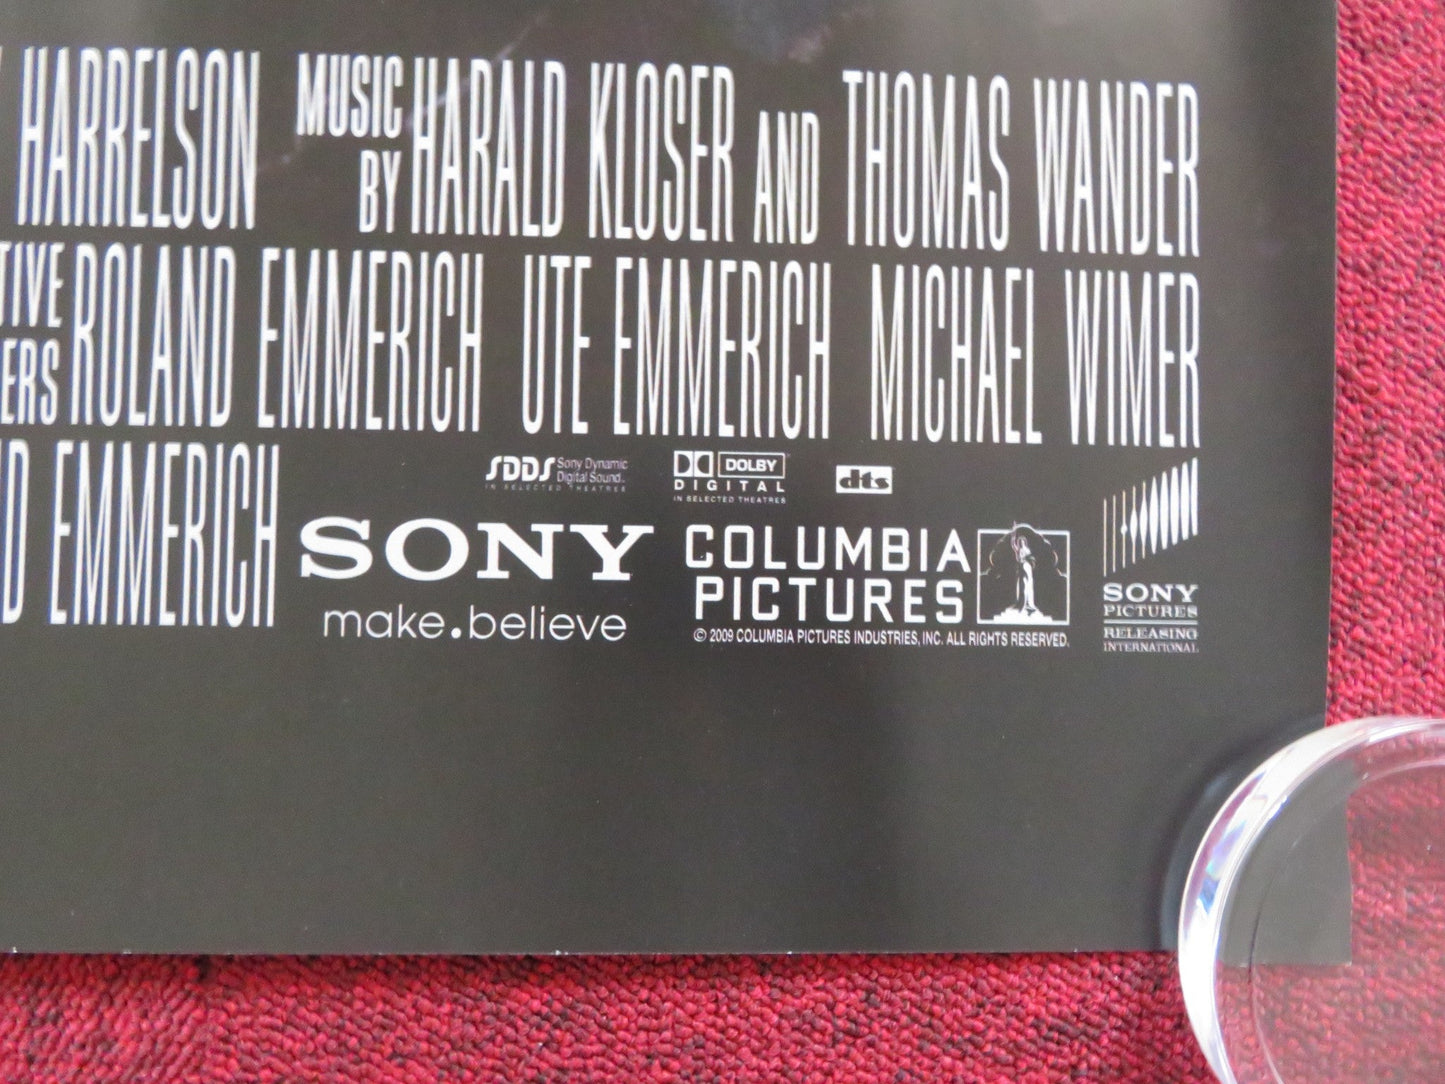 HARRELSON MUSIC BY HARALD KLOSER AND THOMAS WANDER
TIVE ERS ROLAND EMMERICH UTE EMMERICH MICHAEL WIMER
D EMMERICH
SDDS Sony Dynamic Digital Sound.
IN SELECTED THEATRES
DOLBY
DIGITAL
IN SELECTED THEATRES
dts
SONY
make.believe
COLUMBIA
PICTURES
© 2009 COLUMBIA PICTURES INDUSTRIES, INC. ALL RIGHTS RESERVED.
SONY
PICTURES
RELEASING
INTERNATIONAL